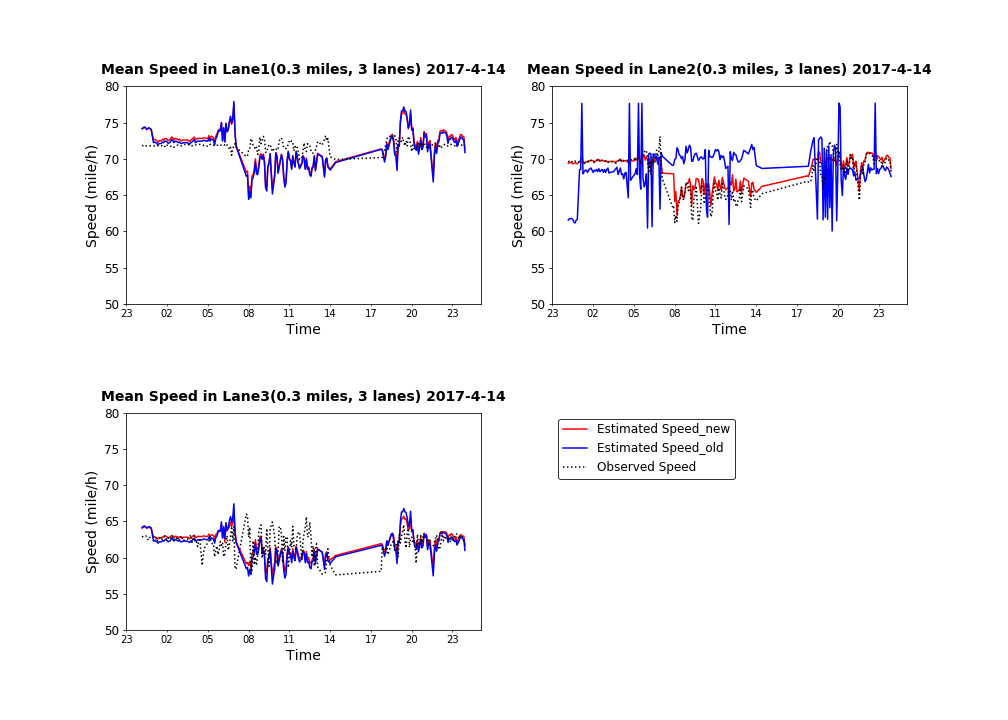 Mean Speed in Lane1(0.3 miles, 3 lanes) 2017-4-14
80
75
70
65
60
55
50
Speed (mile/h)
23 02 05 08 11 14 17 20 23
Time
Mean Speed in Lane2(0.3 miles, 3 lanes) 2017-4-14
80
75
70
65
60
55
50
Speed (mile/h)
23 02 05 08 11 14 17 20 23
Time
Mean Speed in Lane3(0.3 miles, 3 lanes) 2017-4-14
80
75
70
65
60
55
50
Speed (mile/h)
23 02 05 08 11 14 17 20 23
Time
Estimated Speed_new
Estimated Speed_old
Observed Speed